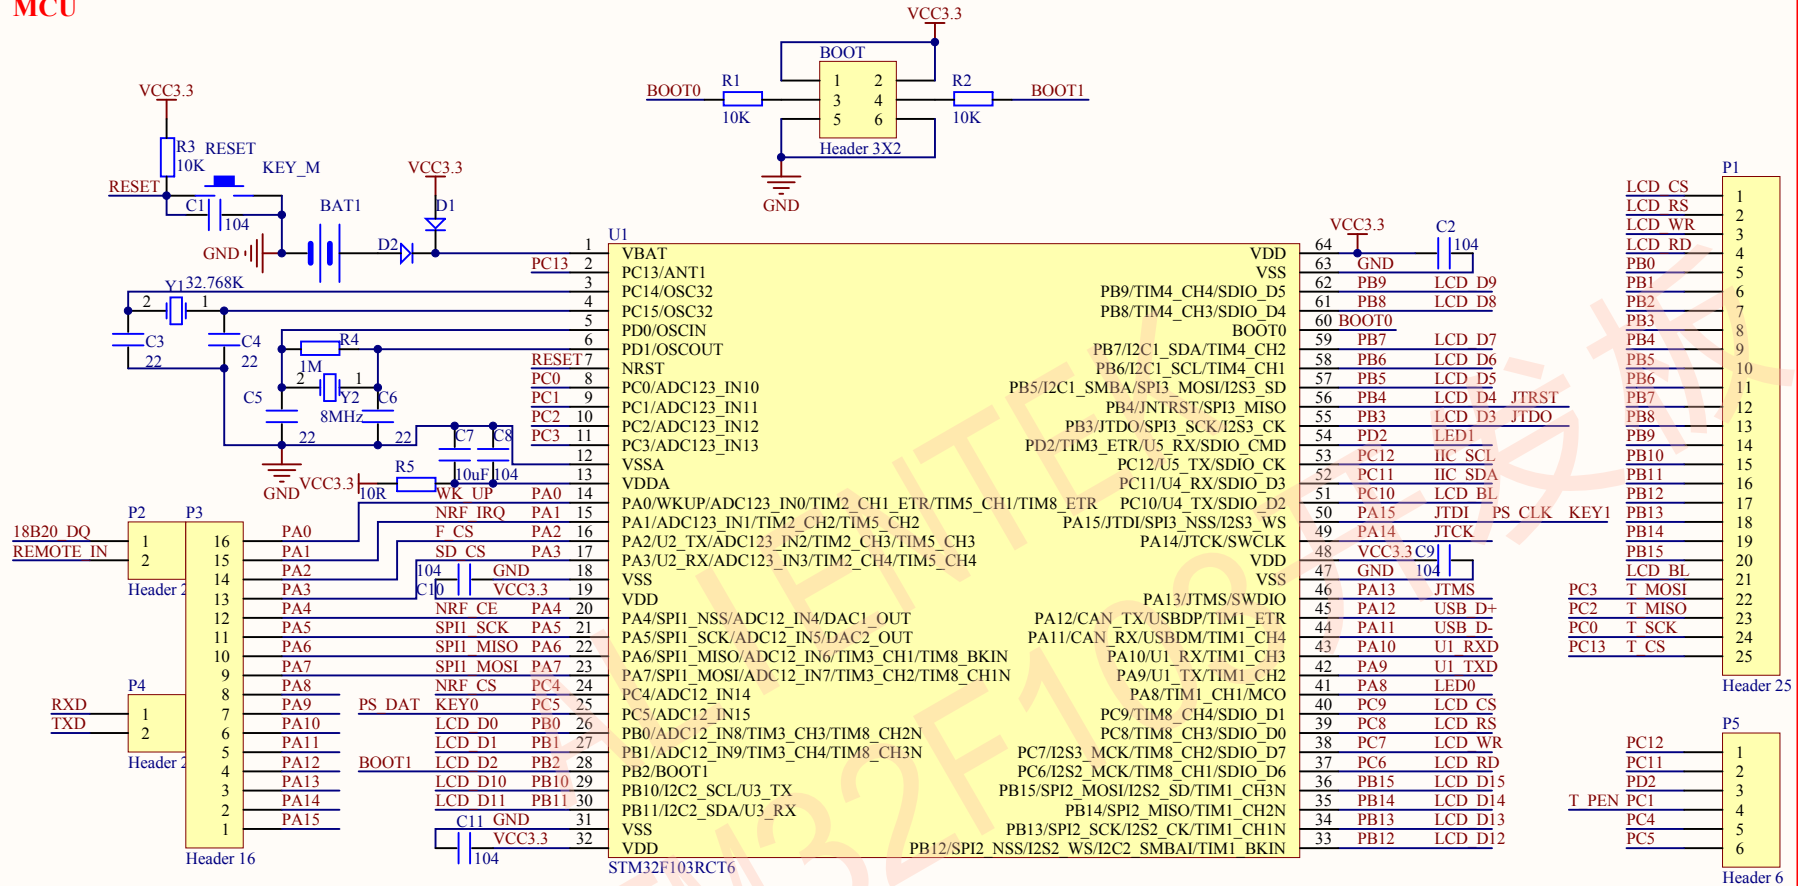 MCU
VCC3.3
BOOT
BOOT0
R1
10K
1 2
3 4
5 6
R2
10K
BOOT1
Header 3X2
GND
VCC3.3
R3
10K
RESET
KEY_M
RESET
C1
104
GND
BAT1
D2
VCC3.3
D1
PC13
Y1 32.768K
2 1
C3
22
C4
22
R4
1M
2 1
Y2
8MHz
C5
22
C6
22
GND
RESET
PC0
PC1
PC2
PC3
C7
10uF
C8
104
VCC3.3
R5
10R
U1
1 VBAT
2 PC13/ANT1
3 PC14/OSC32
4 PC15/OSC32
5 PD0/OSCIN
6 PD1/OSCOUT
7 NRST
8 PC0/ADC123_IN10
9 PC1/ADC123_IN11
10 PC2/ADC123_IN12
11 PC3/ADC123_IN13
12 VSSA
13 VDDA
WK_UP PA0 14 PA0/WKUP/ADC123_IN0/TIM2_CH1_ETR/TIM5_CH1/TIM8_ETR
NRF_IRQ PA1 15 PA1/ADC123_IN1/TIM2_CH2/TIM5_CH2
F_CS PA2 16 PA2/U2_TX/ADC123_IN2/TIM2_CH3/TIM5_CH3
SD_CS PA3 17 PA3/U2_RX/ADC123_IN3/TIM2_CH4/TIM5_CH4
104 C10 GND 18 VSS
VCC3.3 19 VDD
NRF_CE PA4 20 PA4/SPI1_NSS/ADC12_IN4/DAC1_OUT
SPI1_SCK PA5 21 PA5/SPI1_SCK/ADC12_IN5/DAC2_OUT
SPI1_MISO PA6 22 PA6/SPI1_MISO/ADC12_IN6/TIM3_CH1/TIM8_BKIN
SPI1_MOSI PA7 23 PA7/SPI1_MOSI/ADC12_IN7/TIM3_CH2/TIM8_CH1N
NRF_CS PC4 24 PC4/ADC12_IN14
PS_DAT KEY0 PC5 25 PC5/ADC12_IN15
LCD_D0 PB0 26 PB0/ADC12_IN8/TIM3_CH3/TIM8_CH2N
LCD_D1 PB1 27 PB1/ADC12_IN9/TIM3_CH4/TIM8_CH3N
BOOT1 LCD_D2 PB2 28 PB2/BOOT1
LCD_D10 PB10 29 PB10/I2C2_SCL/U3_TX
LCD_D11 PB11 30 PB11/I2C2_SDA/U3_RX
C11 104 GND 31 VSS
VCC3.3 32 VDD
STM32F103RCT6
VCC3.3 C2 104
VDD 64
VSS 63 GND
PB9/TIM4_CH4/SDIO_D5 62 PB9 LCD_D9
PB8/TIM4_CH3/SDIO_D4 61 PB8 LCD_D8
BOOT0 60 BOOT0
PB7/I2C1_SDA/TIM4_CH2 59 PB7 LCD_D7
PB6/I2C1_SCL/TIM4_CH1 58 PB6 LCD_D6
PB5/I2C1_SMBA/SPI3_MOSI/I2S3_SD 57 PB5 LCD_D5
PB4/JNTRST/SPI3_MISO 56 PB4 LCD_D4 JTRST
PB3/JTDO/SPI3_SCK/I2S3_CK 55 PB3 LCD_D3 JTDO
PD2/TIM3_ETR/U5_RX/SDIO_CMD 54 PD2 LED1
PC12/U5_TX/SDIO_CK 53 PC12 IIC_SCL
PC11/U4_RX/SDIO_D3 52 PC11 IIC_SDA
PC10/U4_TX/SDIO_D2 51 PC10 LCD_BL
PA15/JTDI/SPI3_NSS/I2S3_WS 50 PA15 JTDI PS_CLK KEY1
PA14/JTCK/SWCLK 49 PA14 JTCK
VDD 48 VCC3.3 C9
VSS 47 GND 104
PA13/JTMS/SWDIO 46 PA13 JTMS
PA12/CAN_TX/USBDP/TIM1_ETR 45 PA12 USB_D+
PA11/CAN_RX/USBDM/TIM1_CH4 44 PA11 USB_D-
PA10/U1_RX/TIM1_CH3 43 PA10 U1_RXD
PA9/U1_TX/TIM1_CH2 42 PA9 U1_TXD
PA8/TIM1_CH1/MCO 41 PA8 LED0
PC9/TIM8_CH4/SDIO_D1 40 PC9 LCD_CS
PC8/TIM8_CH3/SDIO_D0 39 PC8 LCD_RS
PC7/I2S3_MCK/TIM8_CH2/SDIO_D7 38 PC7 LCD_WR
PC6/I2S2_MCK/TIM8_CH1/SDIO_D6 37 PC6 LCD_RD
PB15/SPI2_MOSI/I2S2_SD/TIM1_CH3N 36 PB15 LCD_D15
PB14/SPI2_MISO/TIM1_CH2N 35 PB14 LCD_D14
PB13/SPI2_SCK/I2S2_CK/TIM1_CH1N 34 PB13 LCD_D13
PB12/SPI2_NSS/I2S2_WS/I2C2_SMBAI/TIM1_BKIN 33 PB12 LCD_D12
P2
18B20_DQ 1
REMOTE_IN 2
Header 2
P4
RXD 1
TXD 2
Header 2
P3
16 PA0
15 PA1
14 PA2
13 PA3
12 PA4
11 PA5
10 PA6
9 PA7
8 PA8
7 PA9
6 PA10
5 PA11
4 PA12
3 PA13
2 PA14
1 PA15
Header 16
P1
LCD_CS 1
LCD_RS 2
LCD_WR 3
LCD_RD 4
PB0 5
PB1 6
PB2 7
PB3 8
PB4 9
PB5 10
PB6 11
PB7 12
PB8 13
PB9 14
PB10 15
PB11 16
PB12 17
PB13 18
PB14 19
PB15 20
LCD_BL 21
PC3 T_MOSI 22
PC2 T_MISO 23
PC0 T_SCK 24
PC13 T_CS 25
Header 25
P5
PC12 1
PC11 2
PD2 3
T_PEN PC1 4
PC4 5
PC5 6
Header 6
ALIENTEK
STM32F103开发板